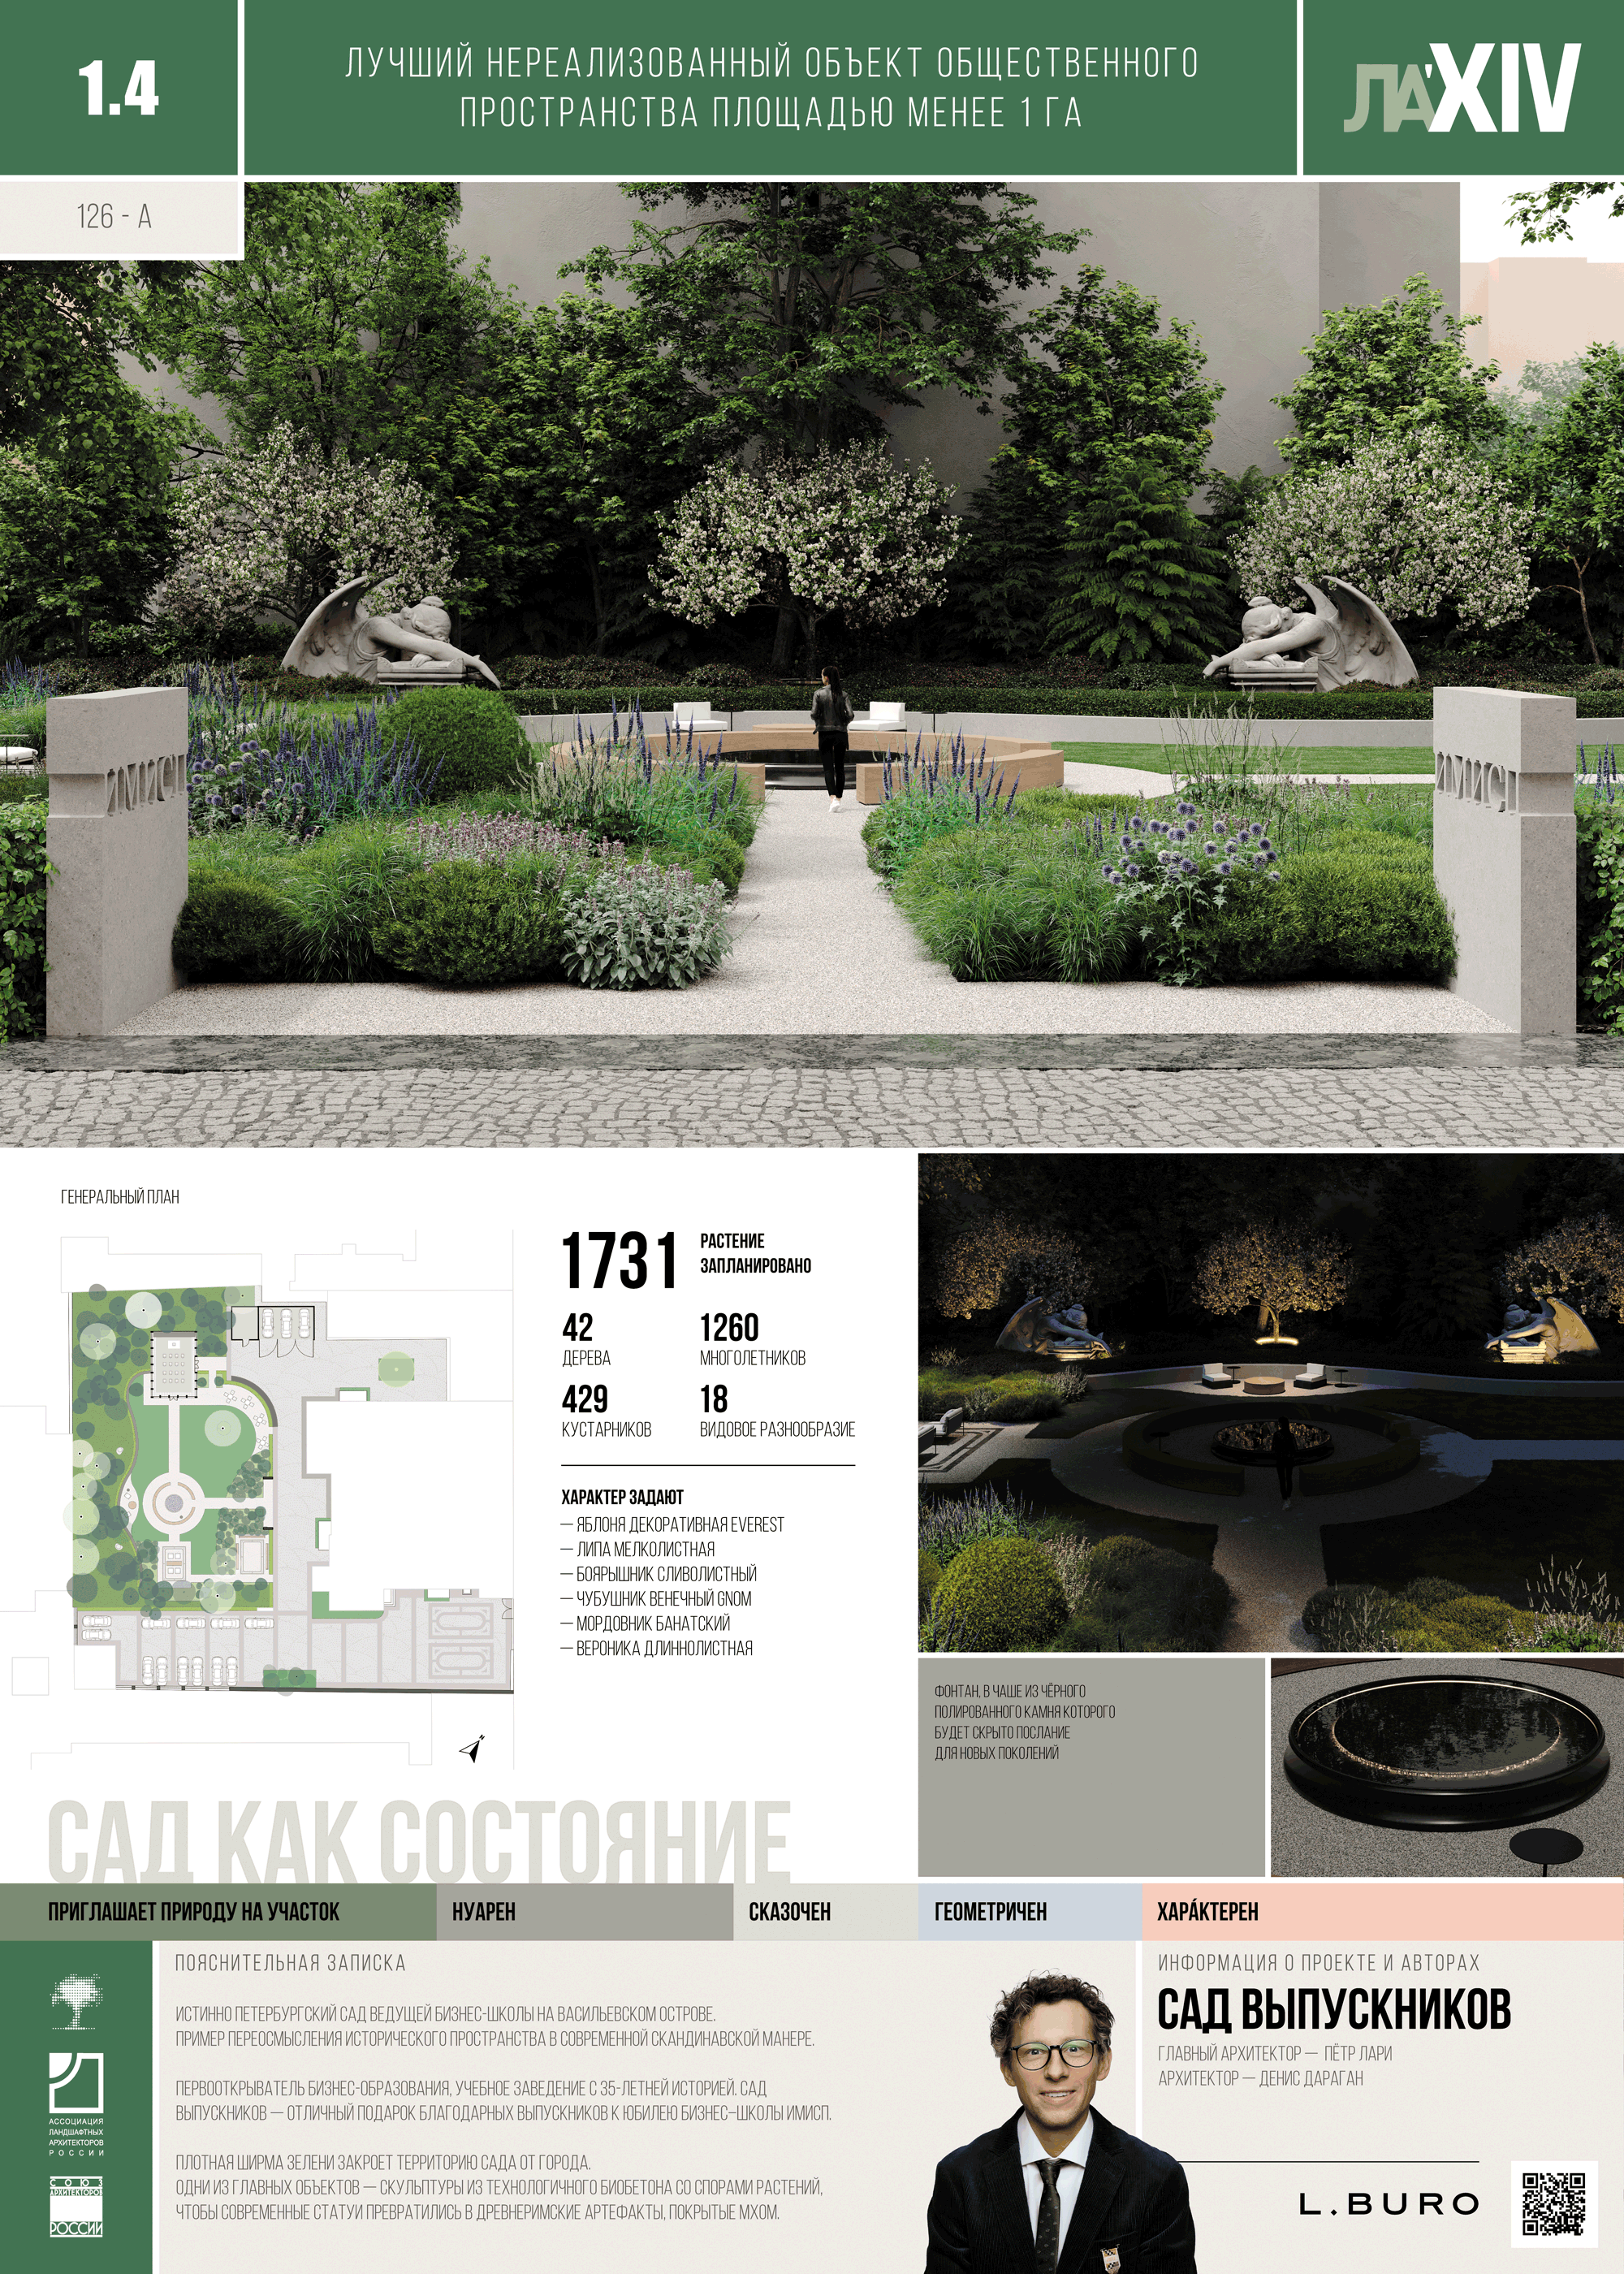 1.4
ЛУЧШИЙ НЕРЕАЛИЗОВАННЫЙ ОБЪЕКТ ОБЩЕСТВЕННОГО
ПРОСТРАНСТВА ПЛОЩАДЬЮ МЕНЕЕ 1 ГА
ЛА'XIV
126 - А
ИМИСП
ИМИСП
ГЕНЕРАЛЬНЫЙ ПЛАН
1731
РАСТЕНИЕ
ЗАПЛАНИРОВАНО
42
ДЕРЕВА
1260
МНОГОЛЕТНИКОВ
429
КУСТАРНИКОВ
18
ВИДОВОЕ РАЗНООБРАЗИЕ
ХАРАКТЕР ЗАДАЮТ
— ЯБЛОНЯ ДЕКОРАТИВНАЯ EVEREST
— ЛИПА МЕЛКОЛИСТНАЯ
— БОЯРЫШНИК СЛИВОЛИСТНЫЙ
— ЧУБУШНИК ВЕНЕЧНЫЙ GNOM
— МОРДОВНИК БАНАТСКИЙ
— ВЕРОНИКА ДЛИННОЛИСТНАЯ
N
ФОНТАН, В ЧАШЕ ИЗ ЧЁРНОГО
ПОЛИРОВАННОГО КАМНЯ КОТОРОГО
БУДЕТ СКРЫТО ПОСЛАНИЕ
ДЛЯ НОВЫХ ПОКОЛЕНИЙ
САД КАК СОСТОЯНИЕ
ПРИГЛАШАЕТ ПРИРОДУ НА УЧАСТОК
НУАРЕН
СКАЗОЧЕН
ГЕОМЕТРИЧЕН
ХАРА́КТЕРЕН
ПОЯСНИТЕЛЬНАЯ ЗАПИСКА
ИСТИННО ПЕТЕРБУРГСКИЙ САД ВЕДУЩЕЙ БИЗНЕС-ШКОЛЫ НА ВАСИЛЬЕВСКОМ ОСТРОВЕ.
ПРИМЕР ПЕРЕОСМЫСЛЕНИЯ ИСТОРИЧЕСКОГО ПРОСТРАНСТВА В СОВРЕМЕННОЙ СКАНДИНАВСКОЙ МАНЕРЕ.
ПЕРВООТКРЫВАТЕЛЬ БИЗНЕС-ОБРАЗОВАНИЯ, УЧЕБНОЕ ЗАВЕДЕНИЕ С 35-ЛЕТНЕЙ ИСТОРИЕЙ. САД
ВЫПУСКНИКОВ — ОТЛИЧНЫЙ ПОДАРОК БЛАГОДАРНЫХ ВЫПУСКНИКОВ К ЮБИЛЕЮ БИЗНЕС–ШКОЛЫ ИМИСП.
ПЛОТНАЯ ШИРМА ЗЕЛЕНИ ЗАКРОЕТ ТЕРРИТОРИЮ САДА ОТ ГОРОДА.
ОДНИ ИЗ ГЛАВНЫХ ОБЪЕКТОВ — СКУЛЬПТУРЫ ИЗ ТЕХНОЛОГИЧНОГО БИОБЕТОНА СО СПОРАМИ РАСТЕНИЙ,
ЧТОБЫ СОВРЕМЕННЫЕ СТАТУИ ПРЕВРАТИЛИСЬ В ДРЕВНЕРИМСКИЕ АРТЕФАКТЫ, ПОКРЫТЫЕ МХОМ.
ИНФОРМАЦИЯ О ПРОЕКТЕ И АВТОРАХ
САД ВЫПУСКНИКОВ
ГЛАВНЫЙ АРХИТЕКТОР — ПЁТР ЛАРИ
АРХИТЕКТОР — ДЕНИС ДАРАГАН
L.BURO
АССОЦИАЦИЯ
ЛАНДШАФТНЫХ
АРХИТЕКТОРОВ
РОССИИ
СОЮЗ
АРХИТЕКТОРОВ
РОССИИ